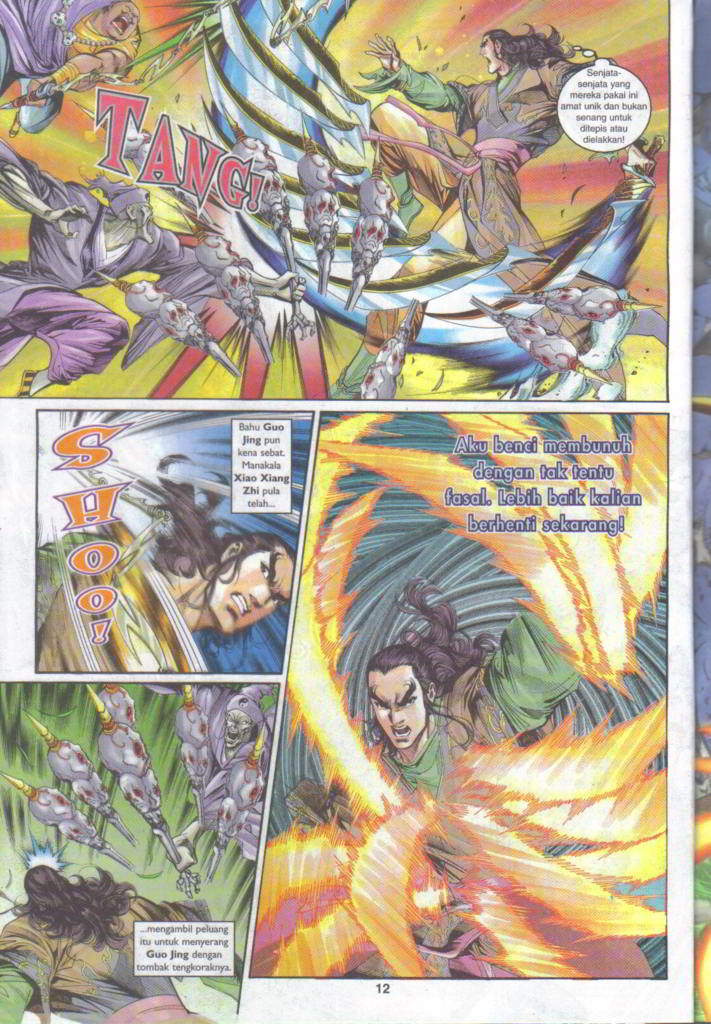 Senjata-
senjata yang
mereka pakai ini
amat unik dan bukan
senang untuk
ditepis atau
dielakkan!
TANG!
SHOO!
Bahu Guo
Jing pun
kena sebat.
Manakala
Xiao Xiang
Zhi pula
telah...
Aku benci membunuh
dengan tak tentu
fasal. Lebih baik kalian
berhenti sekarang!
...mengambil peluang
itu untuk menyerang
Guo Jing dengan
tombak tengkoraknya.
12